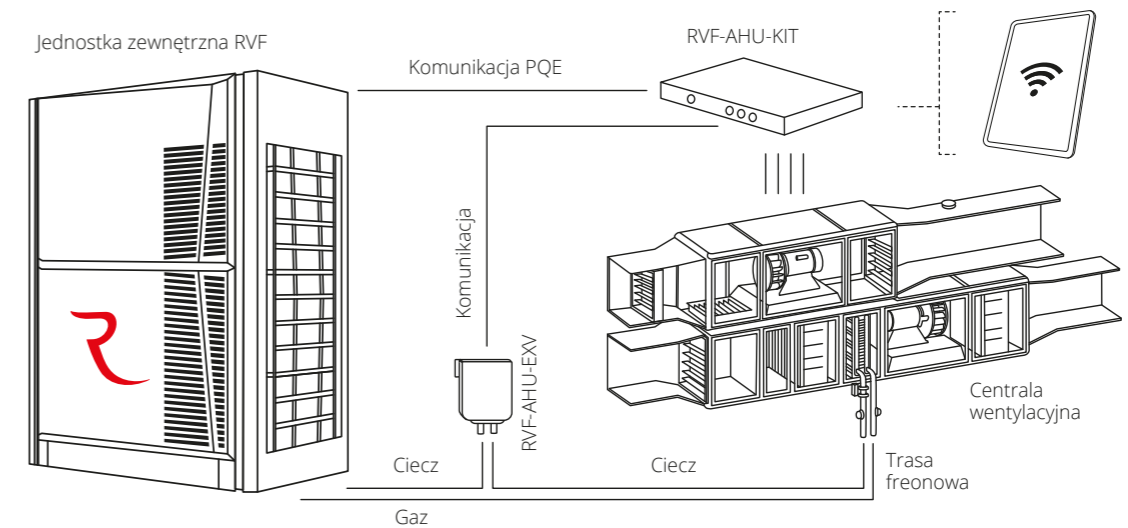 Jednostka zewnętrzna RVF
RVF-AHU-KIT
Komunikacja PQE
Komunikacja
RVF-AHU-EXV
Centrala
wentylacyjna
Ciecz
Ciecz
Trasa
freonowa
Gaz